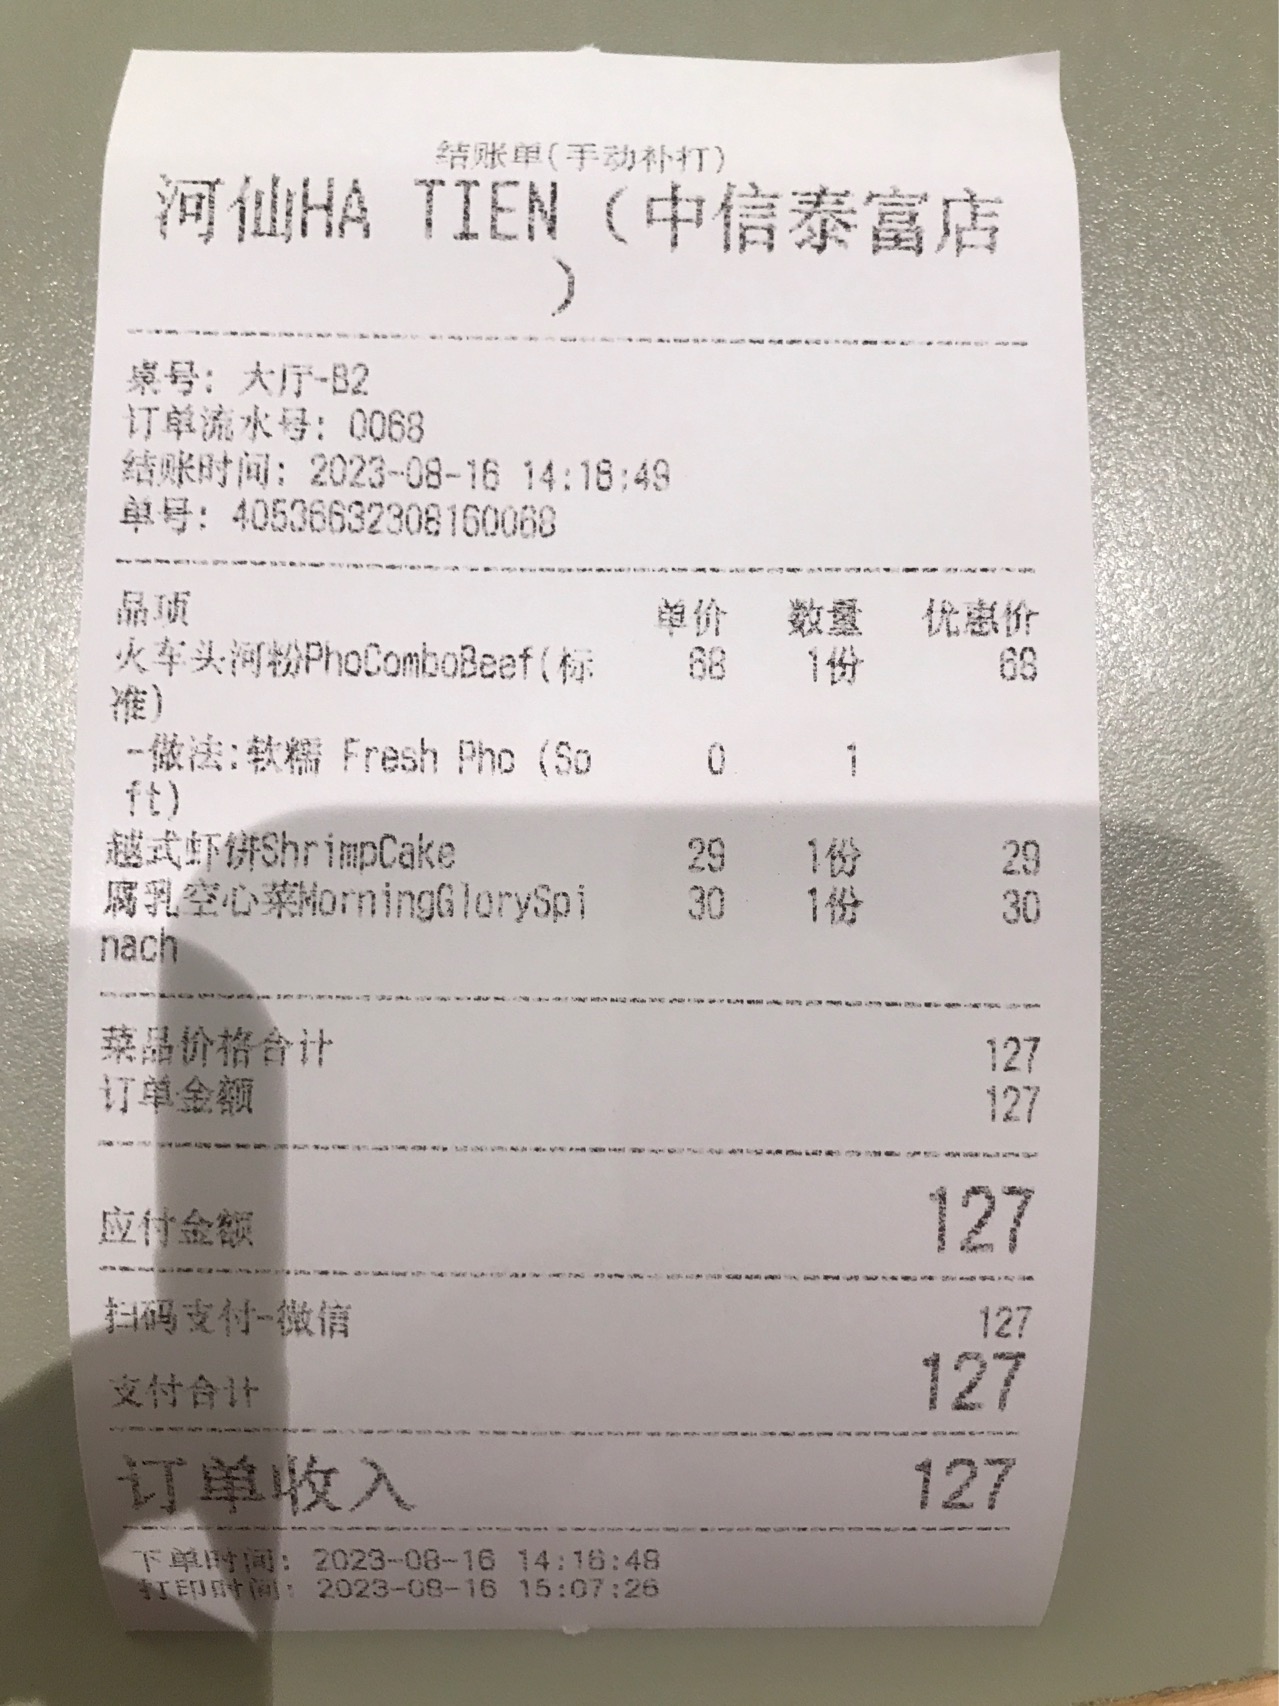 结账单(手动补打)
河仙HA TIEN（中信泰富店
）
桌号: 大厅-B2
订单流水号: 0068
结账时间: 2023-08-16 14:16:49
单号: 40536632308160068
品项 单价 数量 优惠价
火车头河粉PhoComboBeef(标 68 1份 68
准)
-做法:软糯 Fresh Pho (So 0 1
ft)
越式虾饼ShrimpCake 29 1份 29
腐乳空心菜MorningGlorySpi 30 1份 30
nach
菜品价格合计 127
订单金额 127
应付金额 127
扫码支付-微信 127
支付合计 127
订单收入 127
下单时间: 2023-08-16 14:16:48
打印时间: 2023-08-16 15:07:26